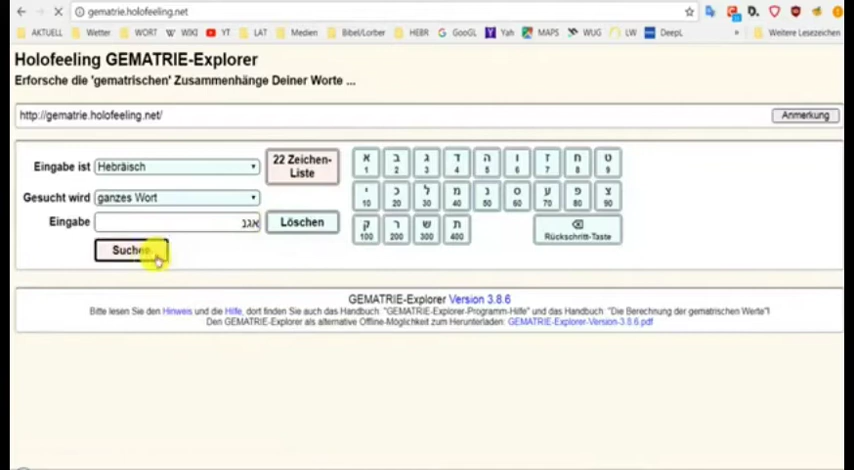 gematrie.holofeeling.net
AKTUELL Wetter WORT W WIKI YT LAT Medien Bibel/Lorber HEBR G GooGL Y Yah MAPS WUG LW DeepL » Weitere Lesezeichen
Holofeeling GEMATRIE-Explorer
Erforsche die 'gematrischen' Zusammenhänge Deiner Worte ...
http://gematrie.holofeeling.net/ Anmerkung
Eingabe ist Hebräisch
22 Zeichen-
Liste
Gesucht wird ganzes Wort
Eingabe אגנ Löschen
Suchen
א ב ג ד ה ו ז ח ט
1 2 3 4 5 6 7 8 9
י כ ל מ נ ס ע פ צ
10 20 30 40 50 60 70 80 90
ק ר ש ת
100 200 300 400 Rückschritt-Taste
GEMATRIE-Explorer Version 3.8.6
Bitte lesen Sie den Hinweis und die Hilfe, dort finden Sie auch das Handbuch "GEMATRIE-Explorer-Programm-Hilfe" und das Handbuch "Die Berechnung der gematrischen Werte"!
Den GEMATRIE-Explorer als alternative Offline-Möglichkeit zum Herunterladen: GEMATRIE-Explorer-Version-3.8.6.pdf